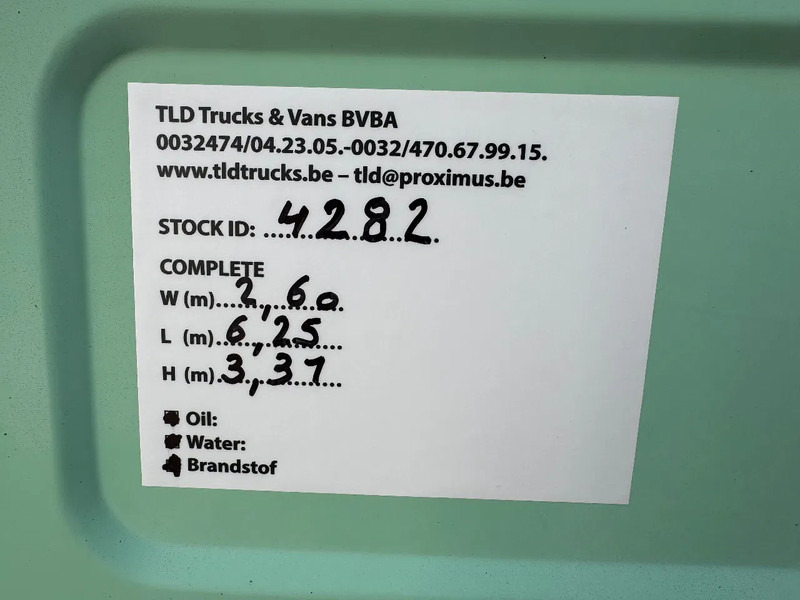 TLD Trucks & Vans BVBA
0032474/04.23.05.-0032/470.67.99.15.
www.tldtrucks.be – tld@proximus.be
STOCK ID: 4282
COMPLETE
W (m) 2,60
L (m) 6,25
H (m) 3,31
Oil:
Water:
Brandstof